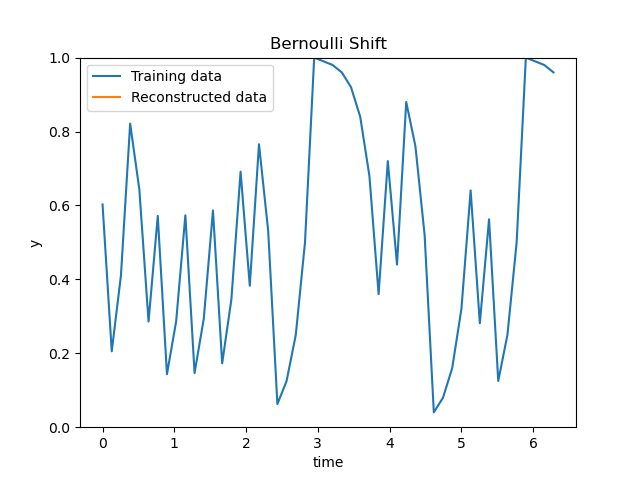 Bernoulli Shift
Training data
Reconstructed data
1.0
0.8
0.6
0.4
0.2
0.0
y
0 1 2 3 4 5 6
time